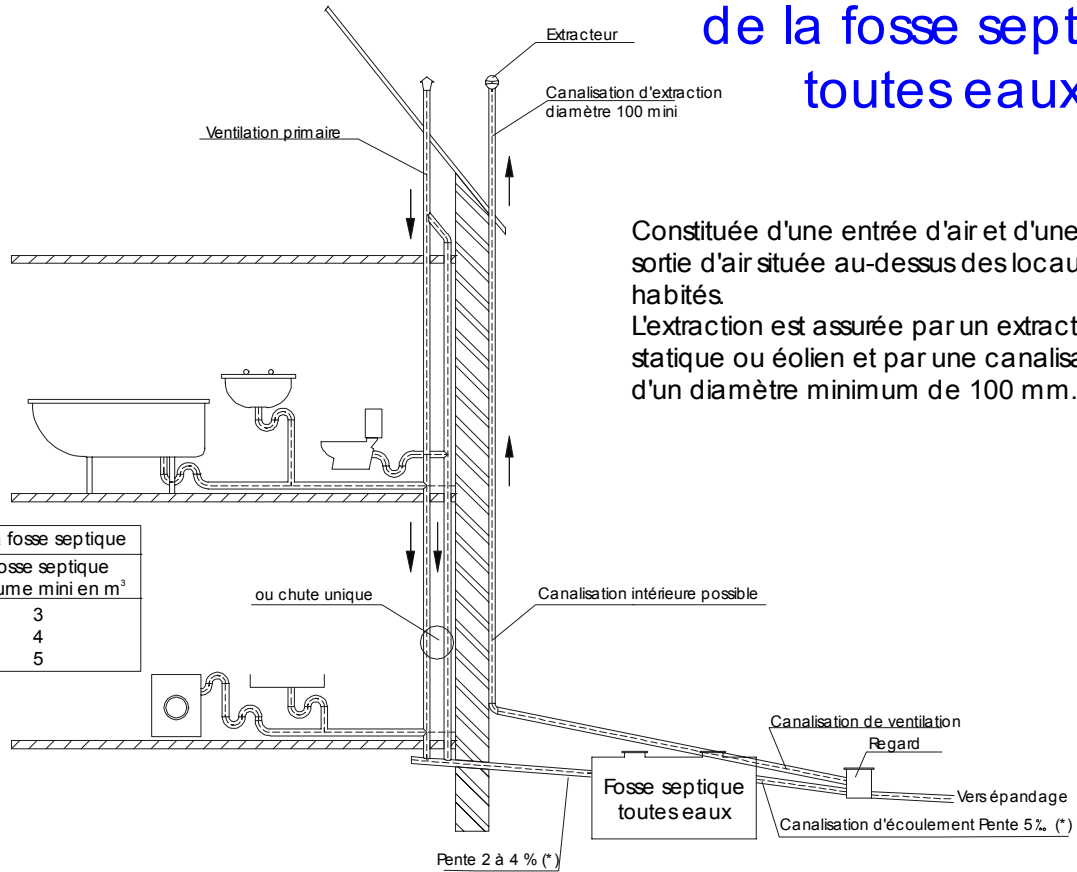 de la fosse sept
toutes eaux
Extracteur
Canalisation d'extraction
diamètre 100 mini
Ventilation primaire
Constituée d'une entrée d'air et d'une
sortie d'air située au-dessus des locau
habités.
L'extraction est assurée par un extract
statique ou éolien et par une canalisa
d'un diamètre minimum de 100 mm.
a fosse septique
osse septique
ume mini en m³
3
4
5
ou chute unique
Canalisation intérieure possible
Canalisation de ventilation
Regard
Fosse septique
toutes eaux
Vers épandage
Canalisation d'écoulement Pente 5‰ (*)
Pente 2 à 4 % (*)